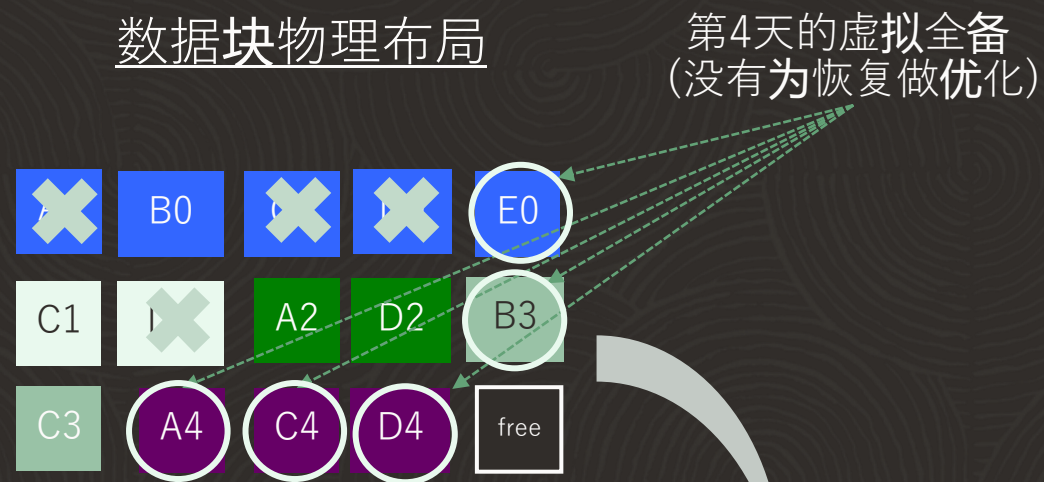 数据块物理布局
第4天的虚拟全备
(没有为恢复做优化)
B0
E0
C1
A2
D2
B3
C3
A4
C4
D4
free